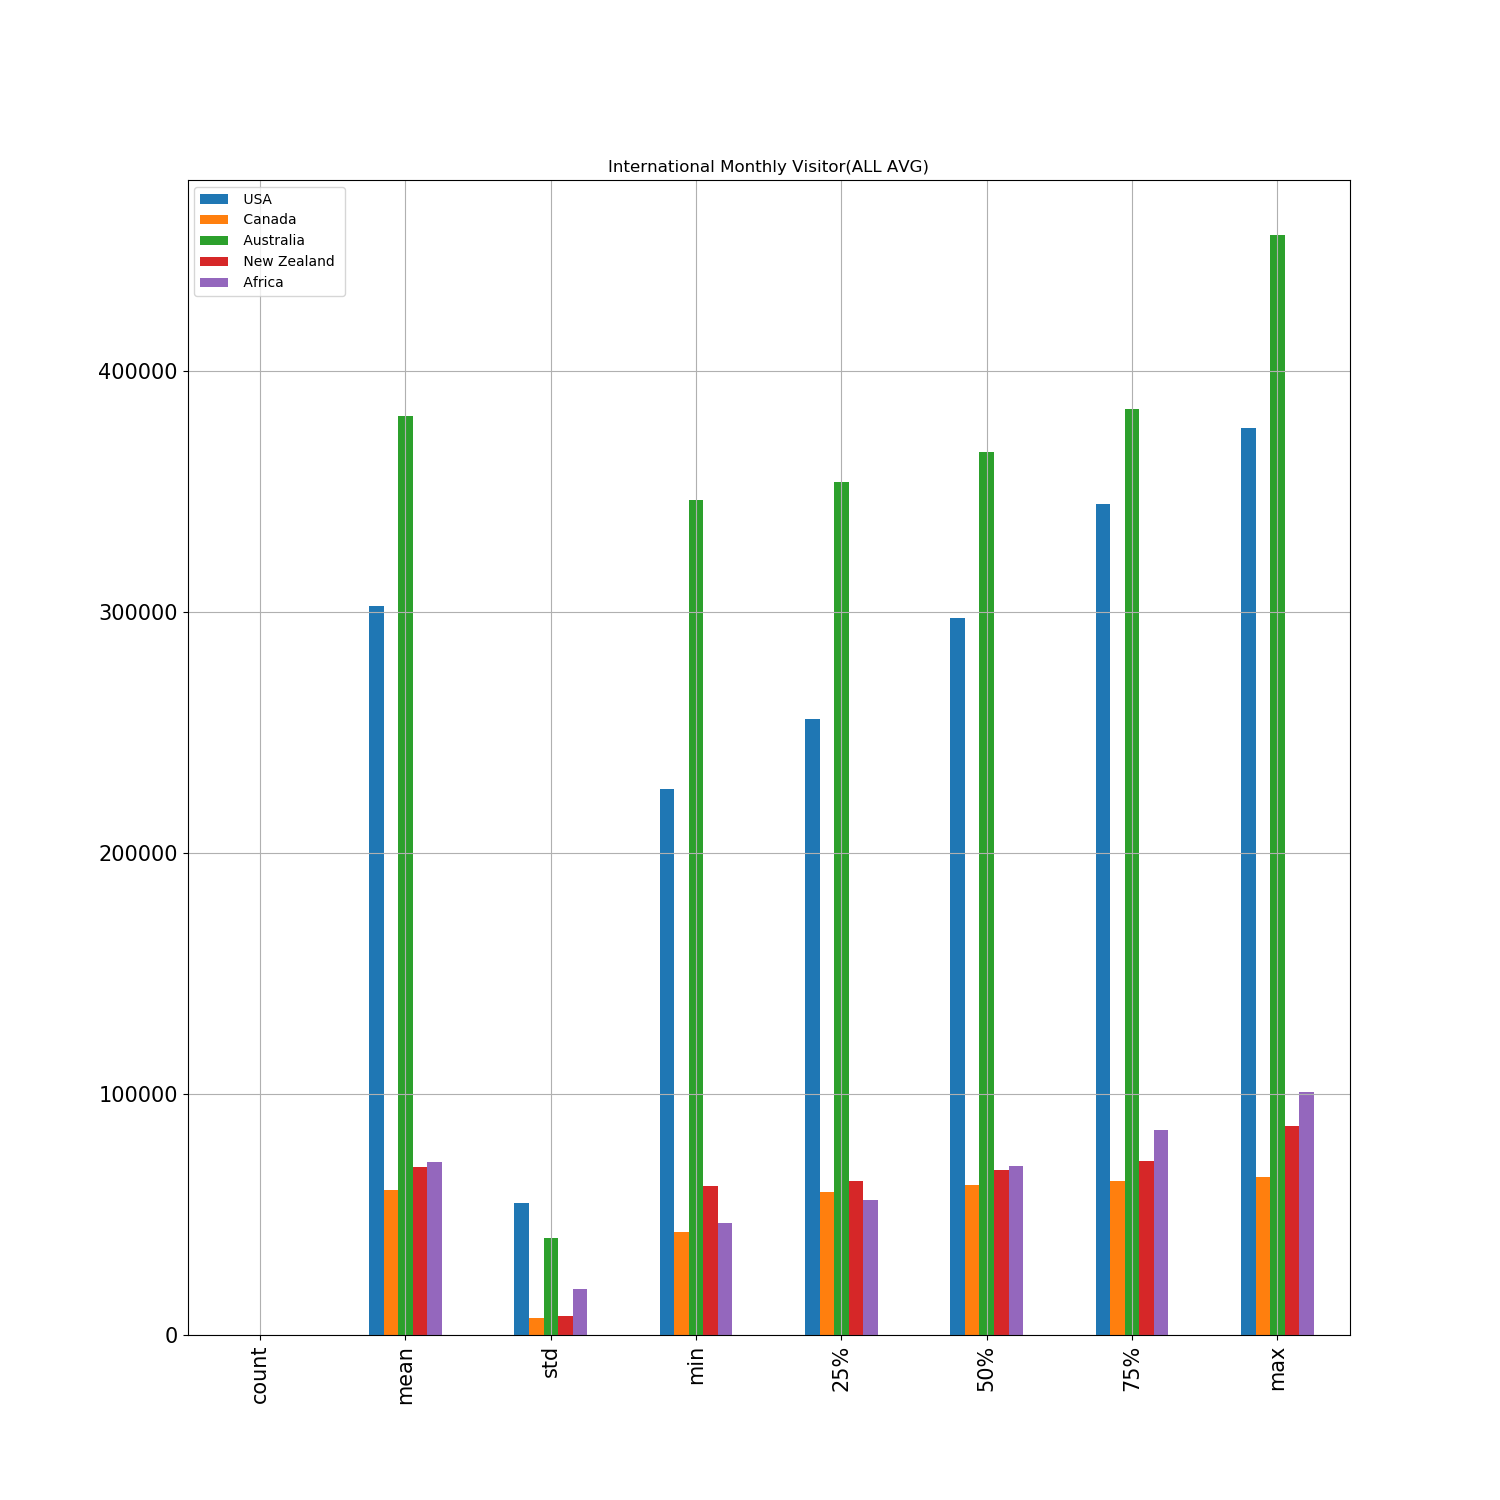 International Monthly Visitor(ALL AVG)
USA
Canada
Australia
New Zealand
Africa
400000
300000
200000
100000
0
count
mean
std
min
25%
50%
75%
max